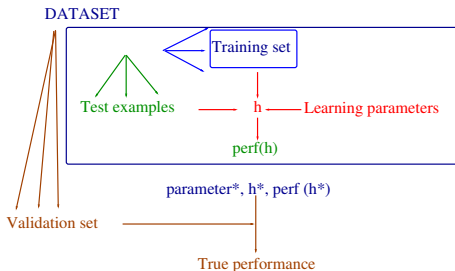 DATASET
Training set
Test examples
h
Learning parameters
perf(h)
parameter*, h*, perf (h*)
Validation set
True performance